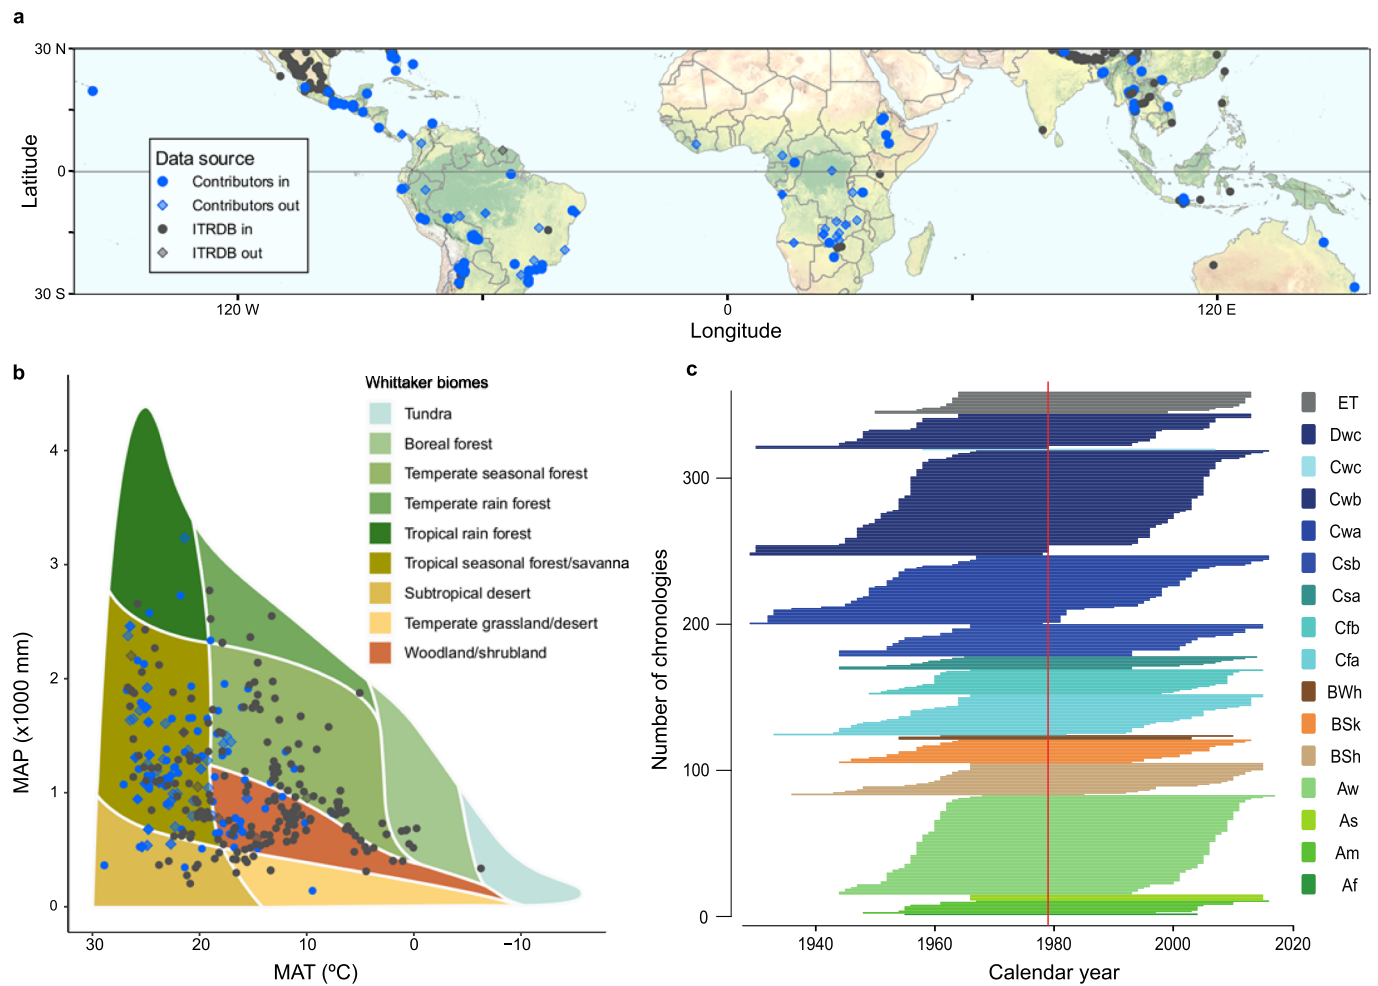 a
30 N
0
30 S
Latitude
Data source
Contributors in
Contributors out
ITRDB in
ITRDB out
120 W
0
120 E
Longitude
b
Whittaker biomes
Tundra
Boreal forest
Temperate seasonal forest
Temperate rain forest
Tropical rain forest
Tropical seasonal forest/savanna
Subtropical desert
Temperate grassland/desert
Woodland/shrubland
4
3
2
1
0
MAP (x1000 mm)
30
20
10
0
−10
MAT (ºC)
c
300
200
100
0
Number of chronologies
1940
1960
1980
2000
2020
Calendar year
ET
Dwc
Cwc
Cwb
Cwa
Csb
Csa
Cfb
Cfa
BWh
BSk
BSh
Aw
As
Am
Af